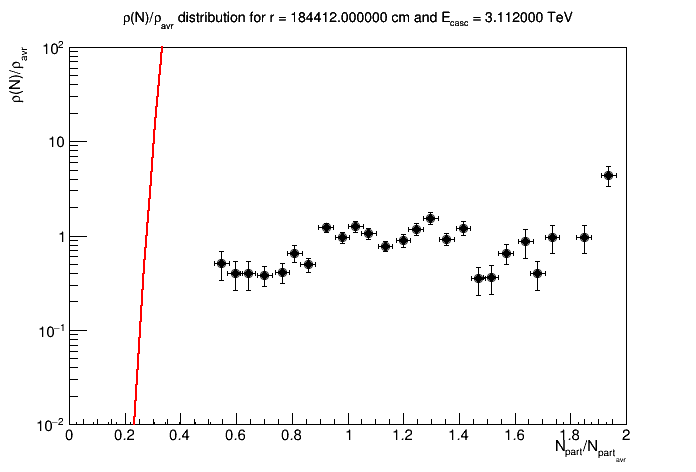 ρ(N)/ρavr distribution for r = 184412.000000 cm and Ecasc = 3.112000 TeV
ρ(N)/ρavr
10²
10
1
10⁻¹
10⁻²
0 0.2 0.4 0.6 0.8 1 1.2 1.4 1.6 1.8 2
Npart/Npartavr